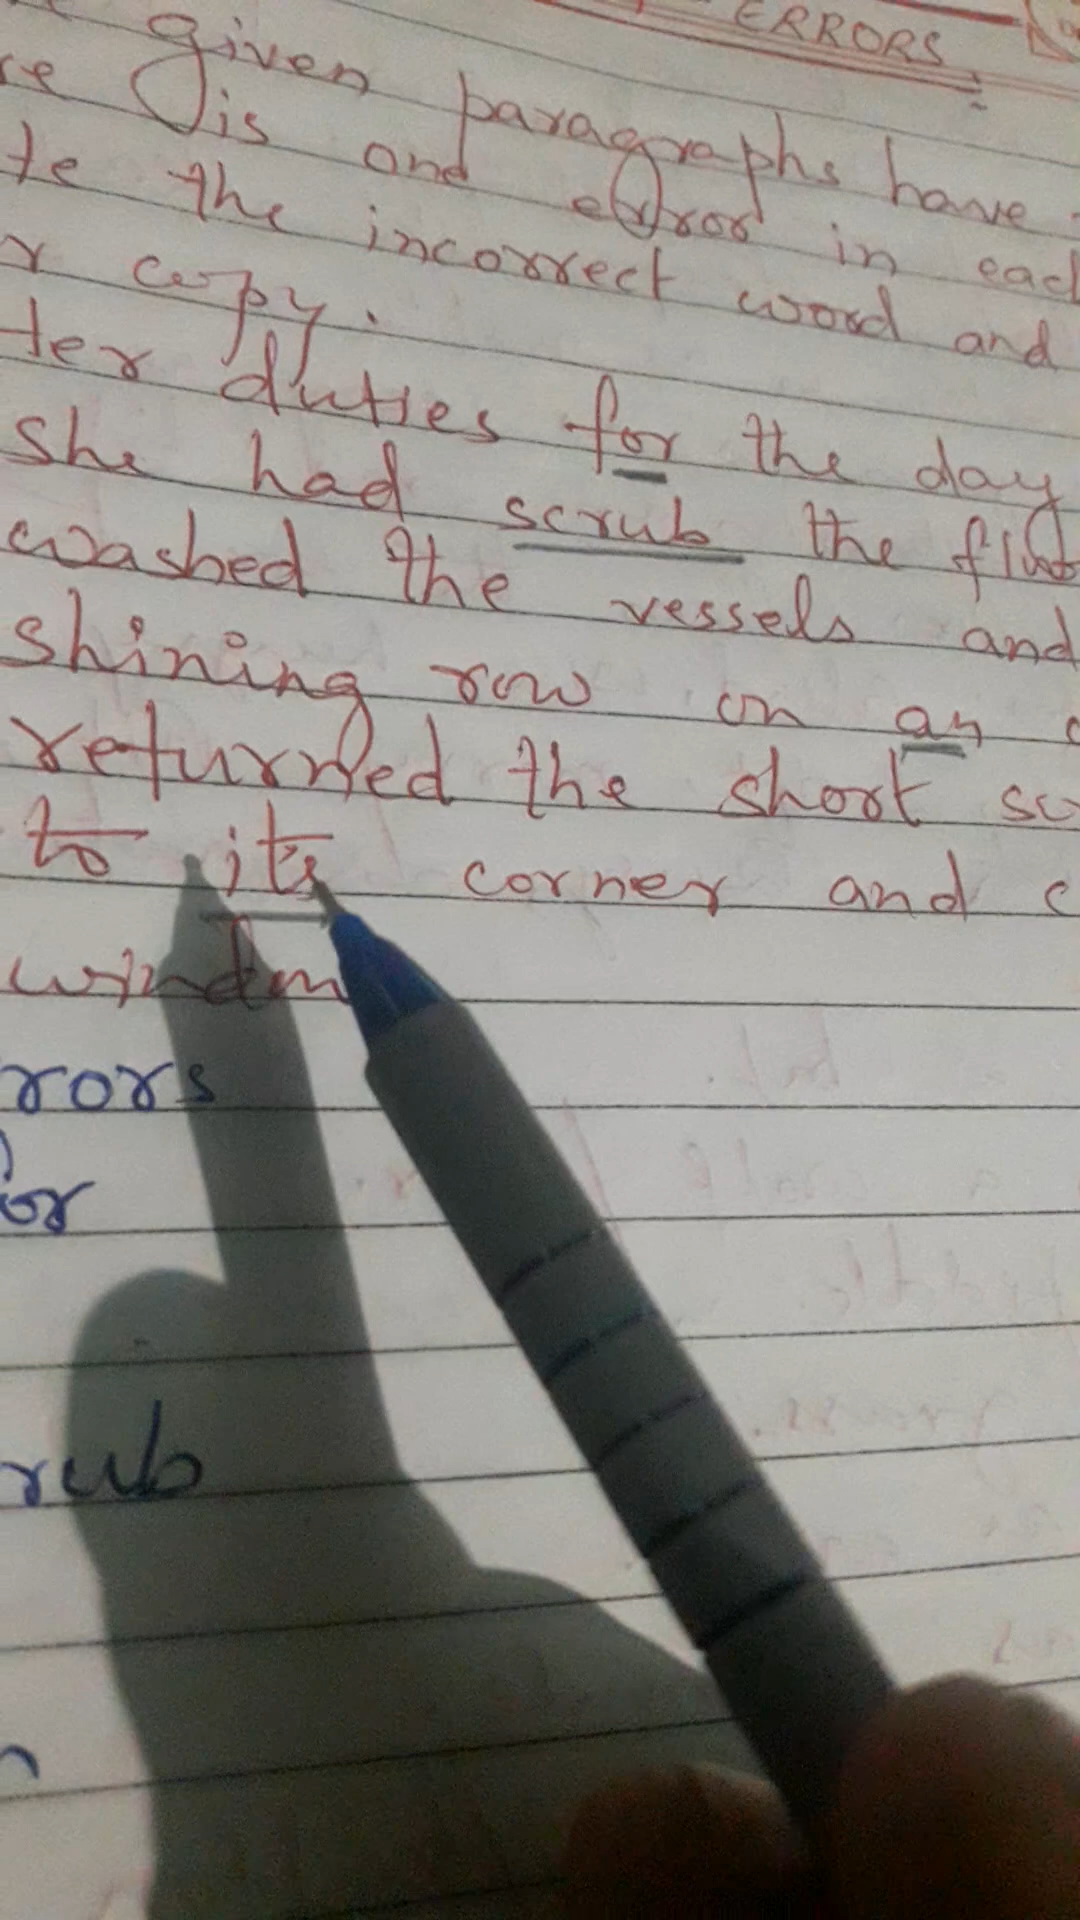 ERRORS
given paragraphs have
is and error in each
te the incorrect word and
copy.
duties for the day
She had scrub the
washed the vessels and
shining row on an
returned the short
to its corner and
rors
or
rub